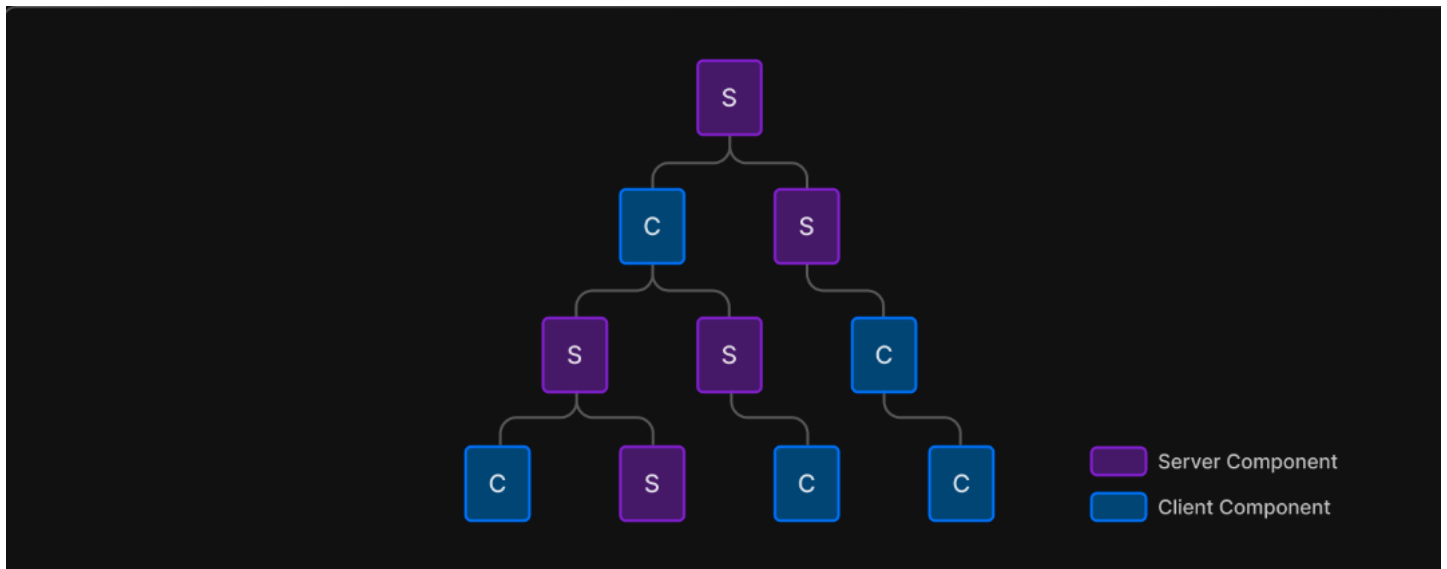 S
C S
S S C
C S C C
Server Component
Client Component